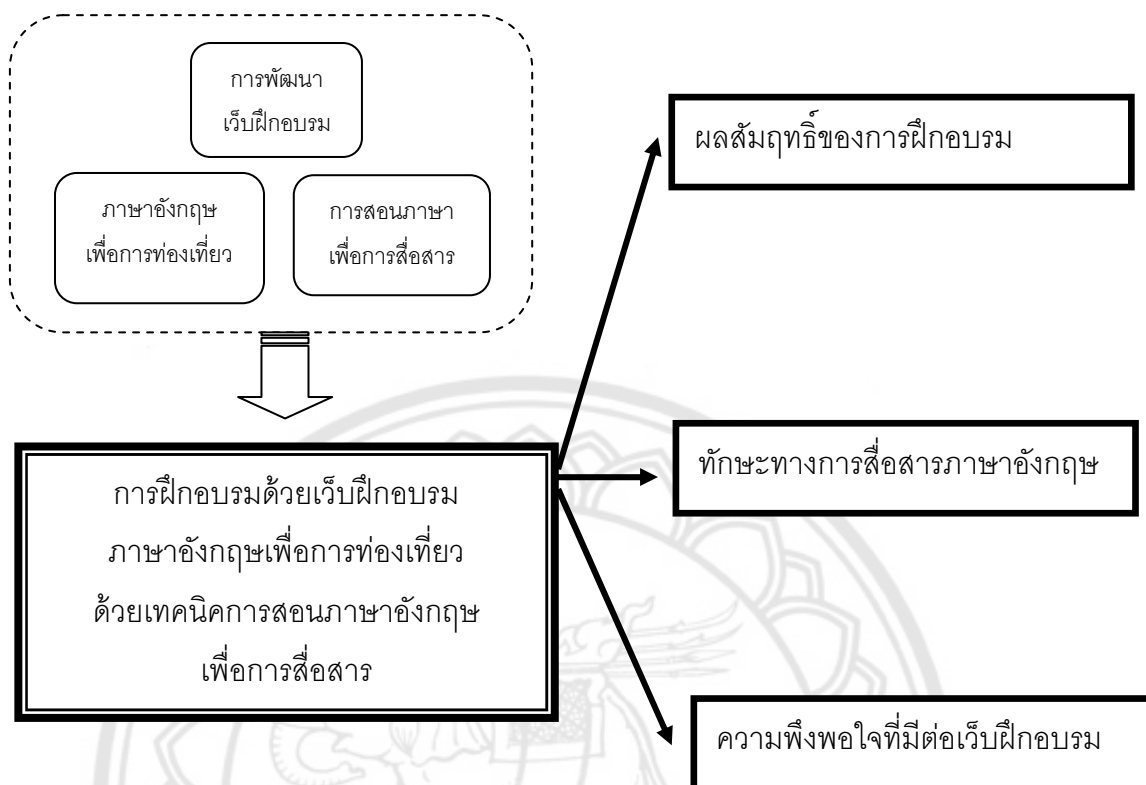 การพัฒนา
เว็บฝึกอบรม
ภาษาอังกฤษ
เพื่อการท่องเที่ยว
การสอนภาษา
เพื่อการสื่อสาร
การฝึกอบรมด้วยเว็บฝึกอบรม
ภาษาอังกฤษเพื่อการท่องเที่ยว
ด้วยเทคนิคการสอนภาษาอังกฤษ
เพื่อการสื่อสาร
ผลสัมฤทธิ์ของการฝึกอบรม
ทักษะทางการสื่อสารภาษาอังกฤษ
ความพึงพอใจที่มีต่อเว็บฝึกอบรม